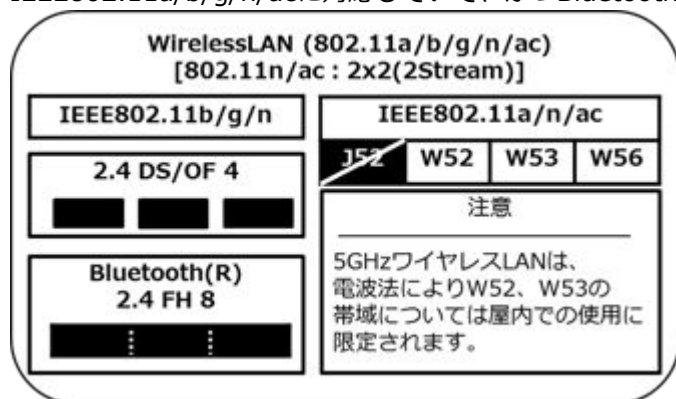 WirelessLAN (802.11a/b/g/n/ac)
[802.11n/ac : 2x2(2Stream)]
IEEE802.11b/g/n
2.4 DS/OF 4
Bluetooth(R)
2.4 FH 8
IEEE802.11a/n/ac
J52 W52 W53 W56
注意
5GHzワイヤレスLANは、
電波法によりW52、W53の
帯域については屋内での使用に
限定されます。